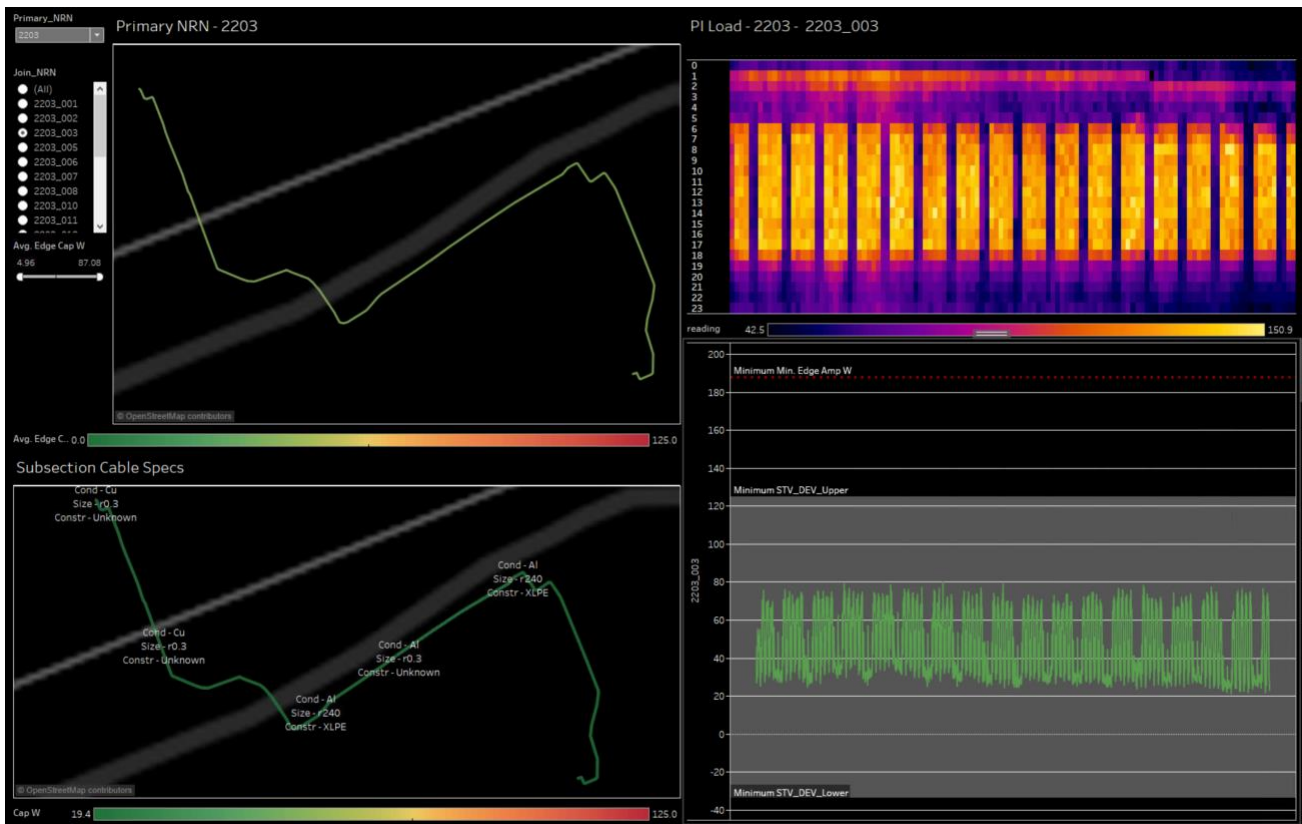 Primary_NRN
2203
Join_NRN
(All)
2203_001
2203_002
2203_003
2203_005
2203_006
2203_007
2203_008
2203_010
2203_011
Avg. Edge Cap W
4.96 87.08
Primary NRN - 2203
© OpenStreetMap contributors
Avg. Edge C.. 0.0 125.0
Subsection Cable Specs
Cond - Cu
Size - r0.3
Constr - Unknown
Cond - Cu
Size - r0.3
Constr - Unknown
Cond - Al
Size - r240
Constr - XLPE
Cond - Al
Size - r0.3
Constr - Unknown
Cond - Al
Size - r240
Constr - XLPE
© OpenStreetMap contributors
Cap W 19.4 125.0
PI Load - 2203 - 2203_003
0
1
2
3
4
5
6
7
8
9
10
11
12
13
14
15
16
17
18
19
20
21
22
23
reading 42.5 150.9
200
Minimum Min. Edge Amp W
180
160
140
Minimum STV_DEV_Upper
120
100
80
60
40
20
0
-20
Minimum STV_DEV_Lower
-40
2203_003